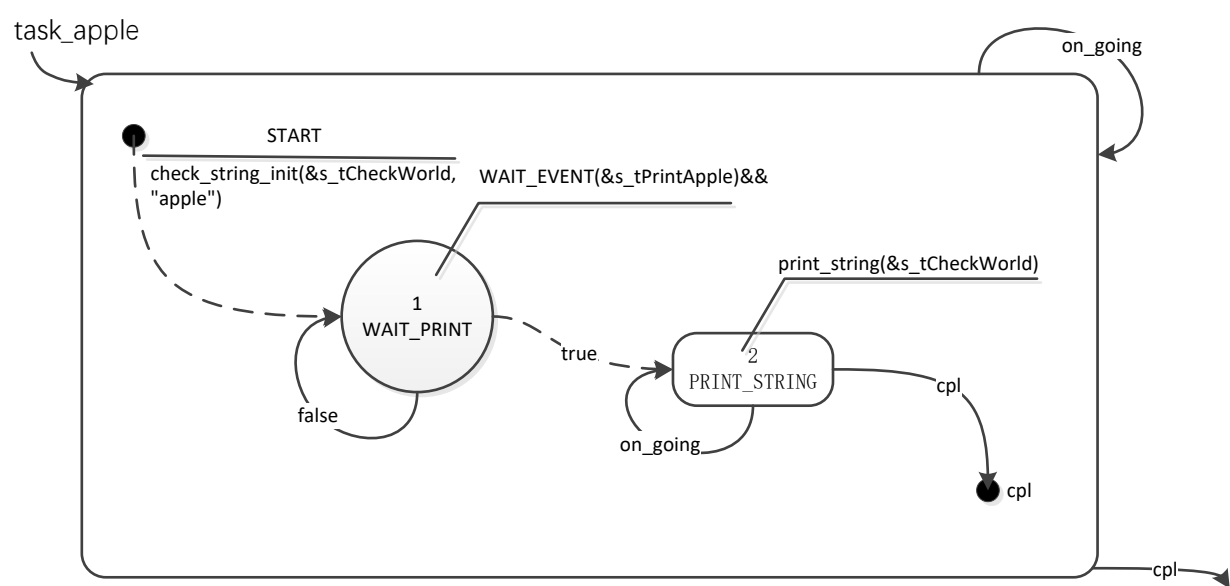 task_apple
on_going
START
check_string_init(&s_tCheckWorld,
"apple")
WAIT_EVENT(&s_tPrintApple)&&
print_string(&s_tCheckWorld)
1
WAIT_PRINT
true
2
PRINT_STRING
cpl
false
on_going
cpl
cpl